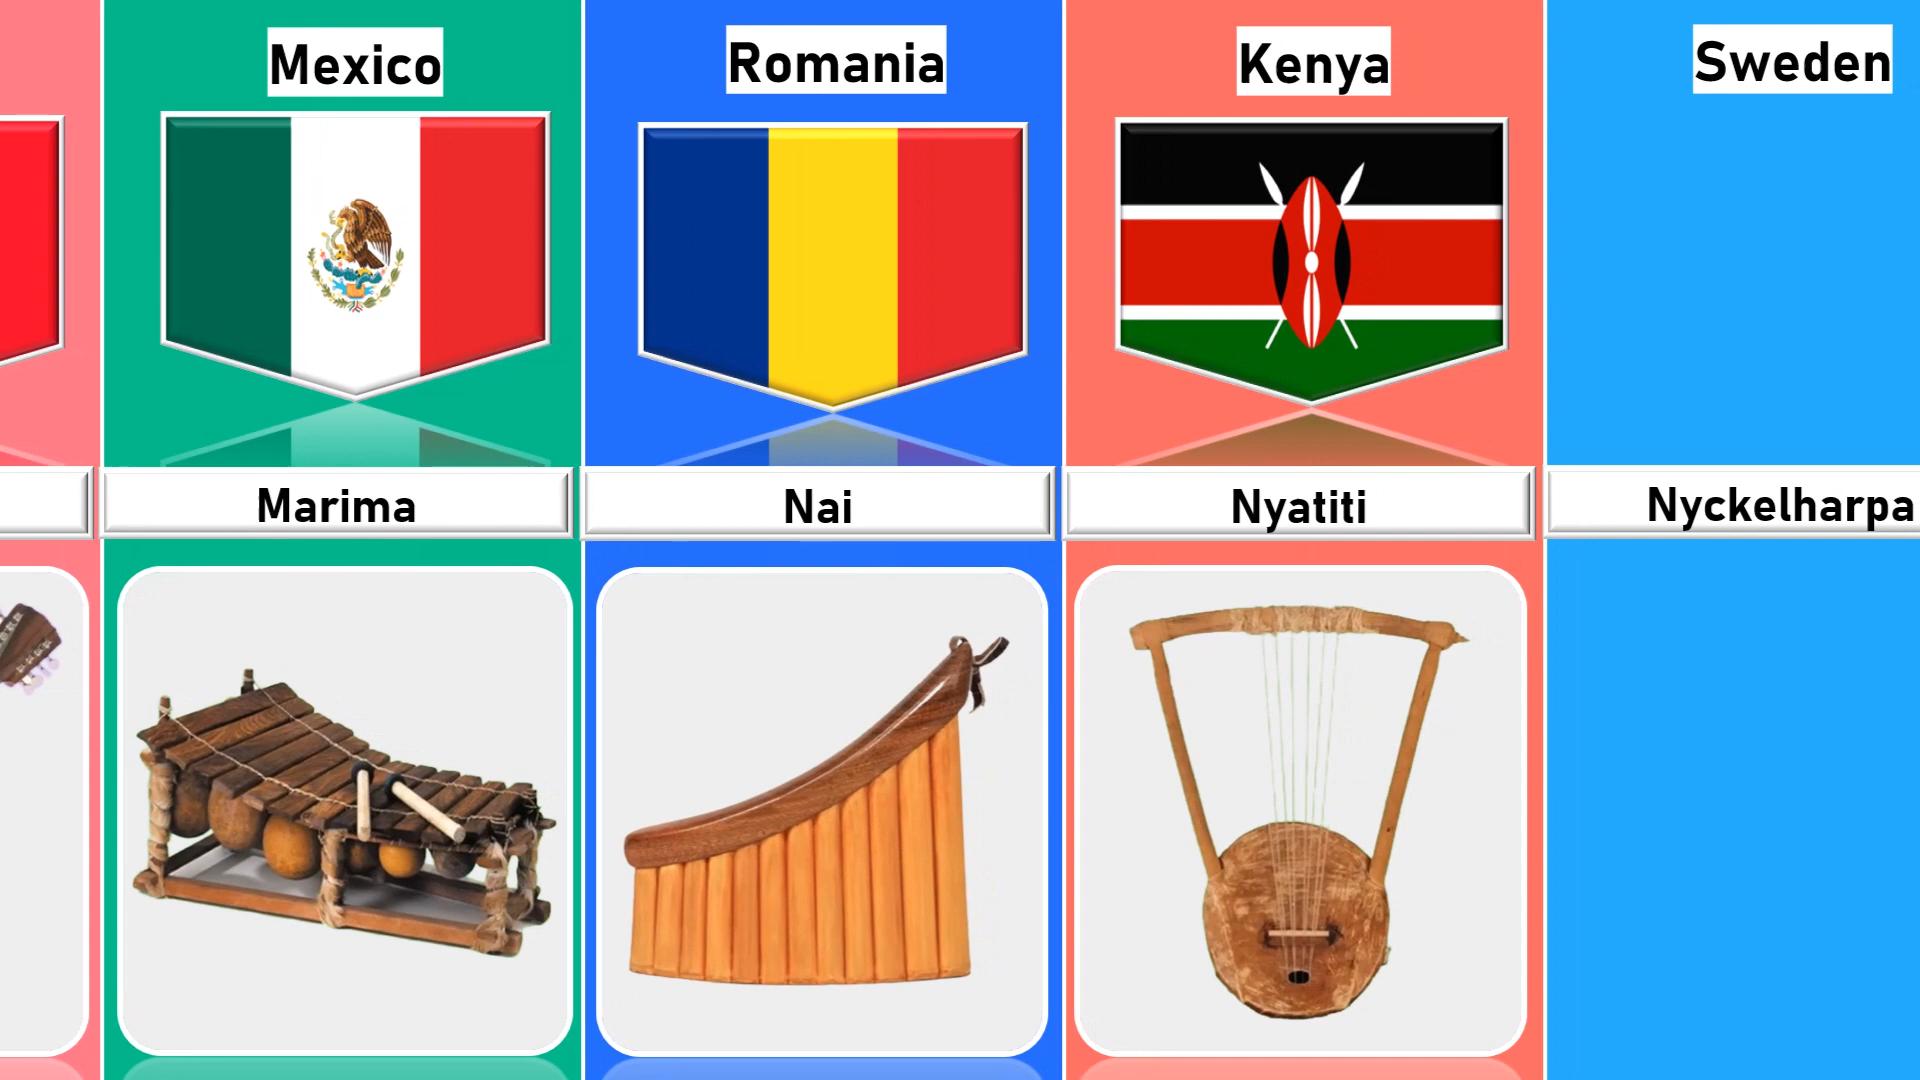 Mexico
Romania
Kenya
Sweden
Marima
Nai
Nyatiti
Nyckelharpa